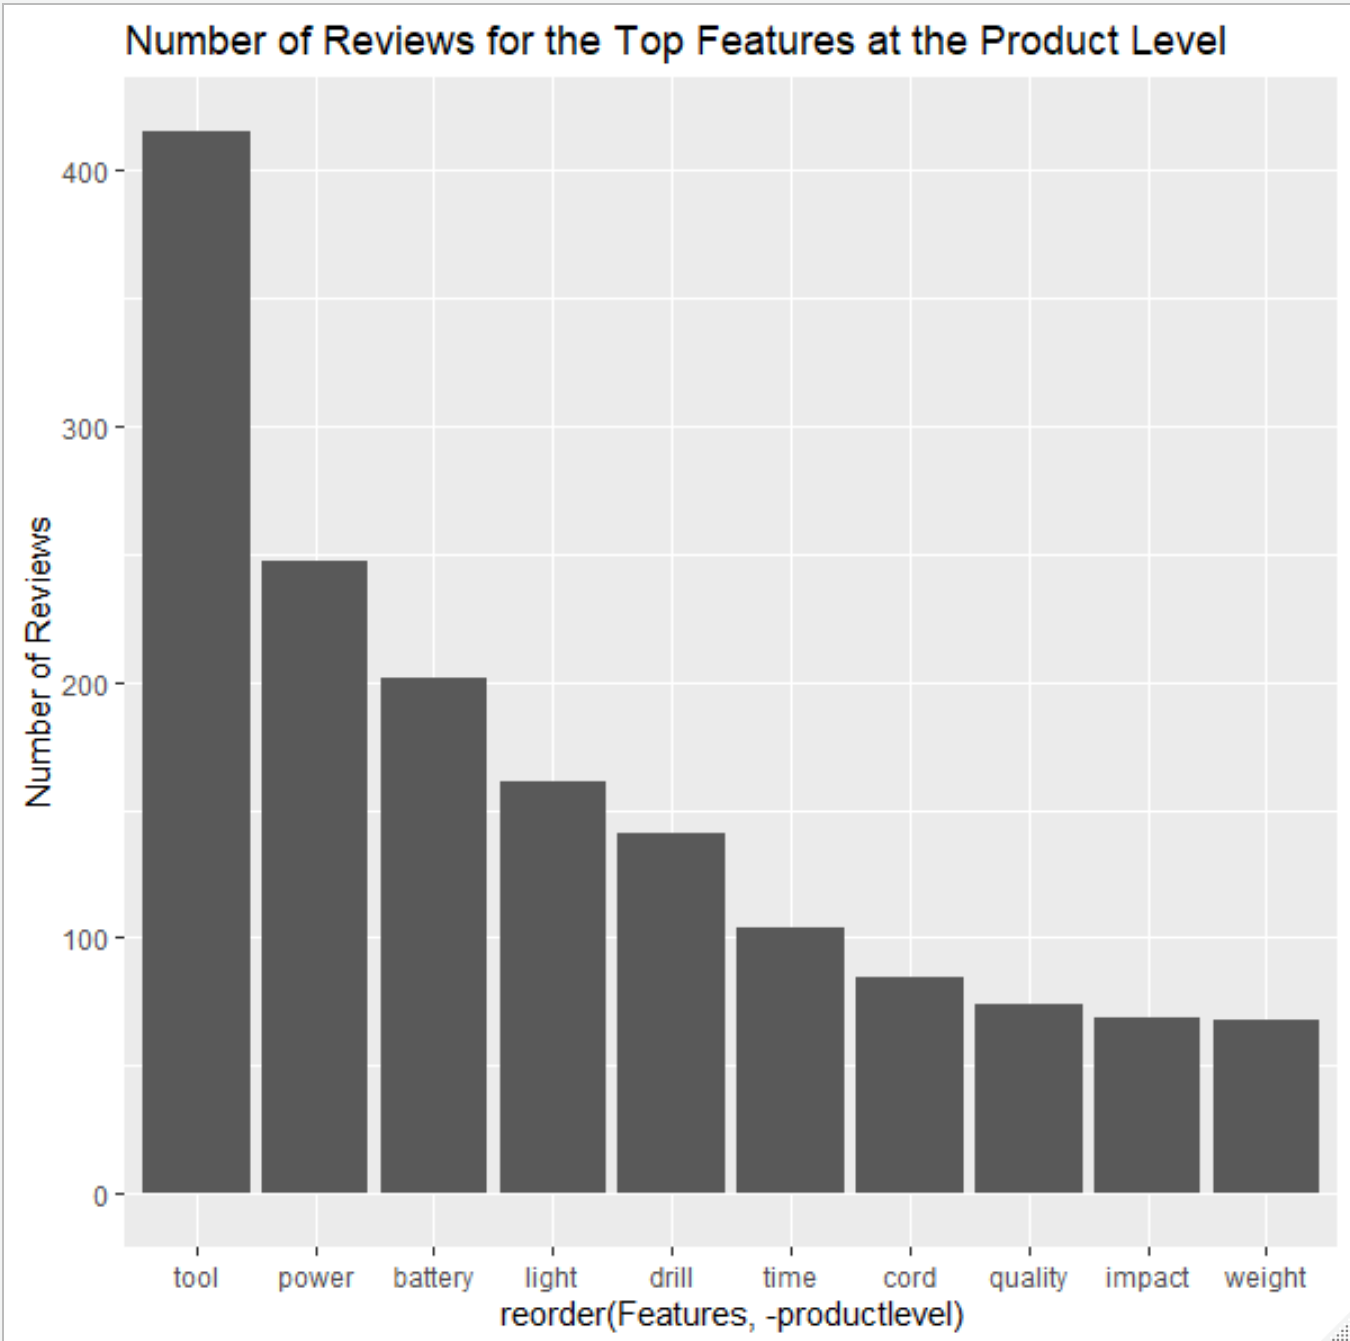 Number of Reviews for the Top Features at the Product Level
Number of Reviews
400
300
200
100
0
tool power battery light drill time cord quality impact weight
reorder(Features, -productlevel)